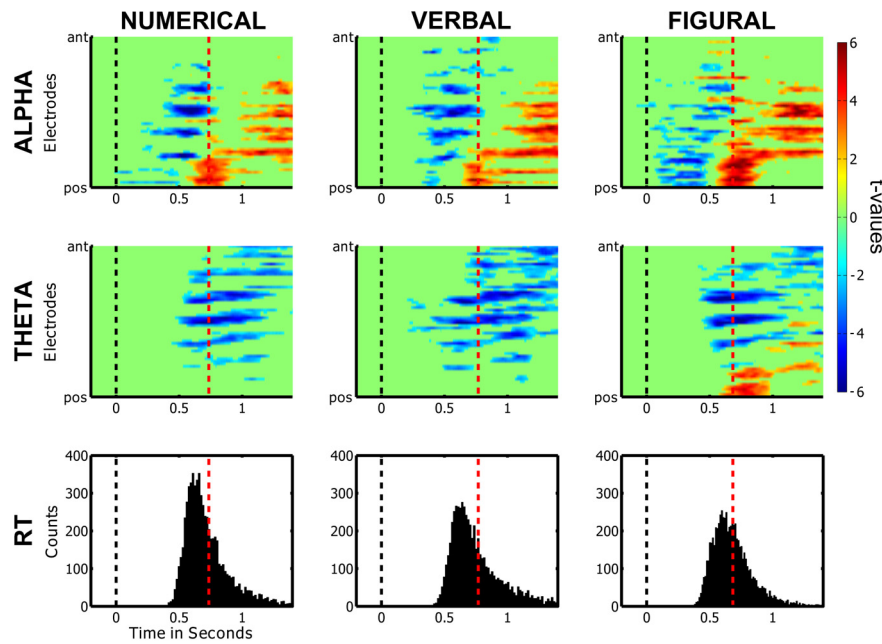 NUMERICAL VERBAL FIGURAL
ALPHA
Electrodes
ant ant ant
pos pos pos
0 0.5 1 0 0.5 1 0 0.5 1
6
4
2
0
-2
-4
-6
t-values
THETA
Electrodes
ant ant ant
pos pos pos
0 0.5 1 0 0.5 1 0 0.5 1
RT
Counts
400 400 400
300 300 300
200 200 200
100 100 100
0 0 0
0 0.5 1 0 0.5 1 0 0.5 1
Time in Seconds